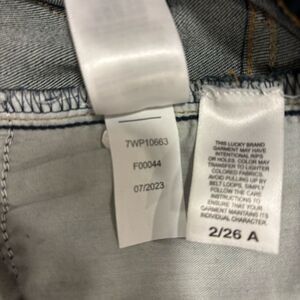 7WP10663
F00044
07/2023
THIS LUCKY BRAND
GARMENT MAY HAVE
INTENTIONAL RIPS
OR HOLES. COLOR MAY
TRANSFER TO LIGHTER
COLORED FABRICS.
AVOID PULLING UP BY
BELT LOOPS, SIMPLY
FOLLOW THE CARE
INSTRUCTIONS TO
ENSURE THAT YOUR
GARMENT MAINTAINS ITS
INDIVIDUAL CHARACTER.
2/26 A